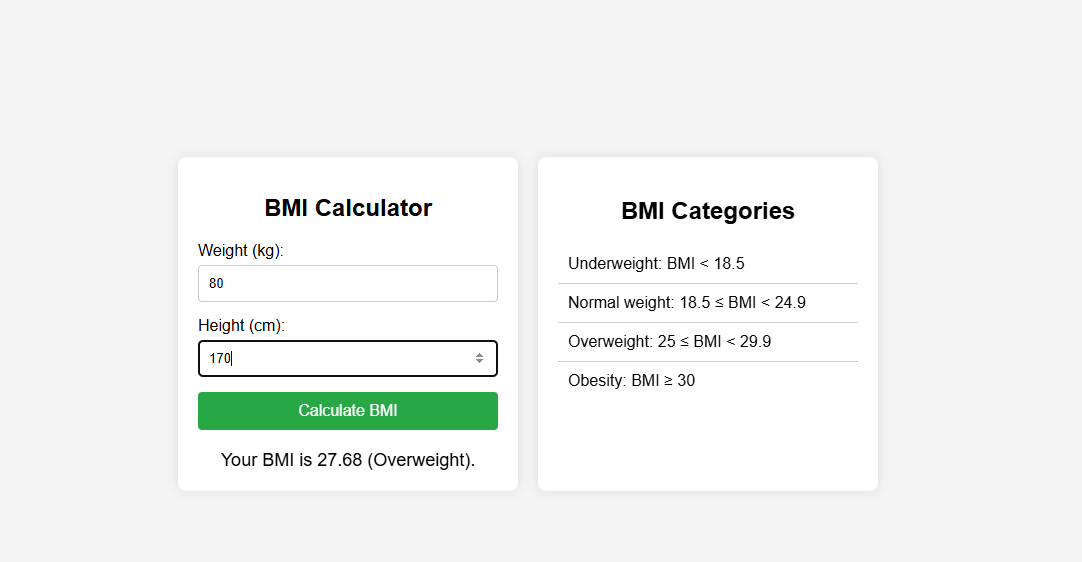 BMI Calculator
Weight (kg):
80
Height (cm):
170
Calculate BMI
Your BMI is 27.68 (Overweight).
BMI Categories
Underweight: BMI < 18.5
Normal weight: 18.5 ≤ BMI < 24.9
Overweight: 25 ≤ BMI < 29.9
Obesity: BMI ≥ 30